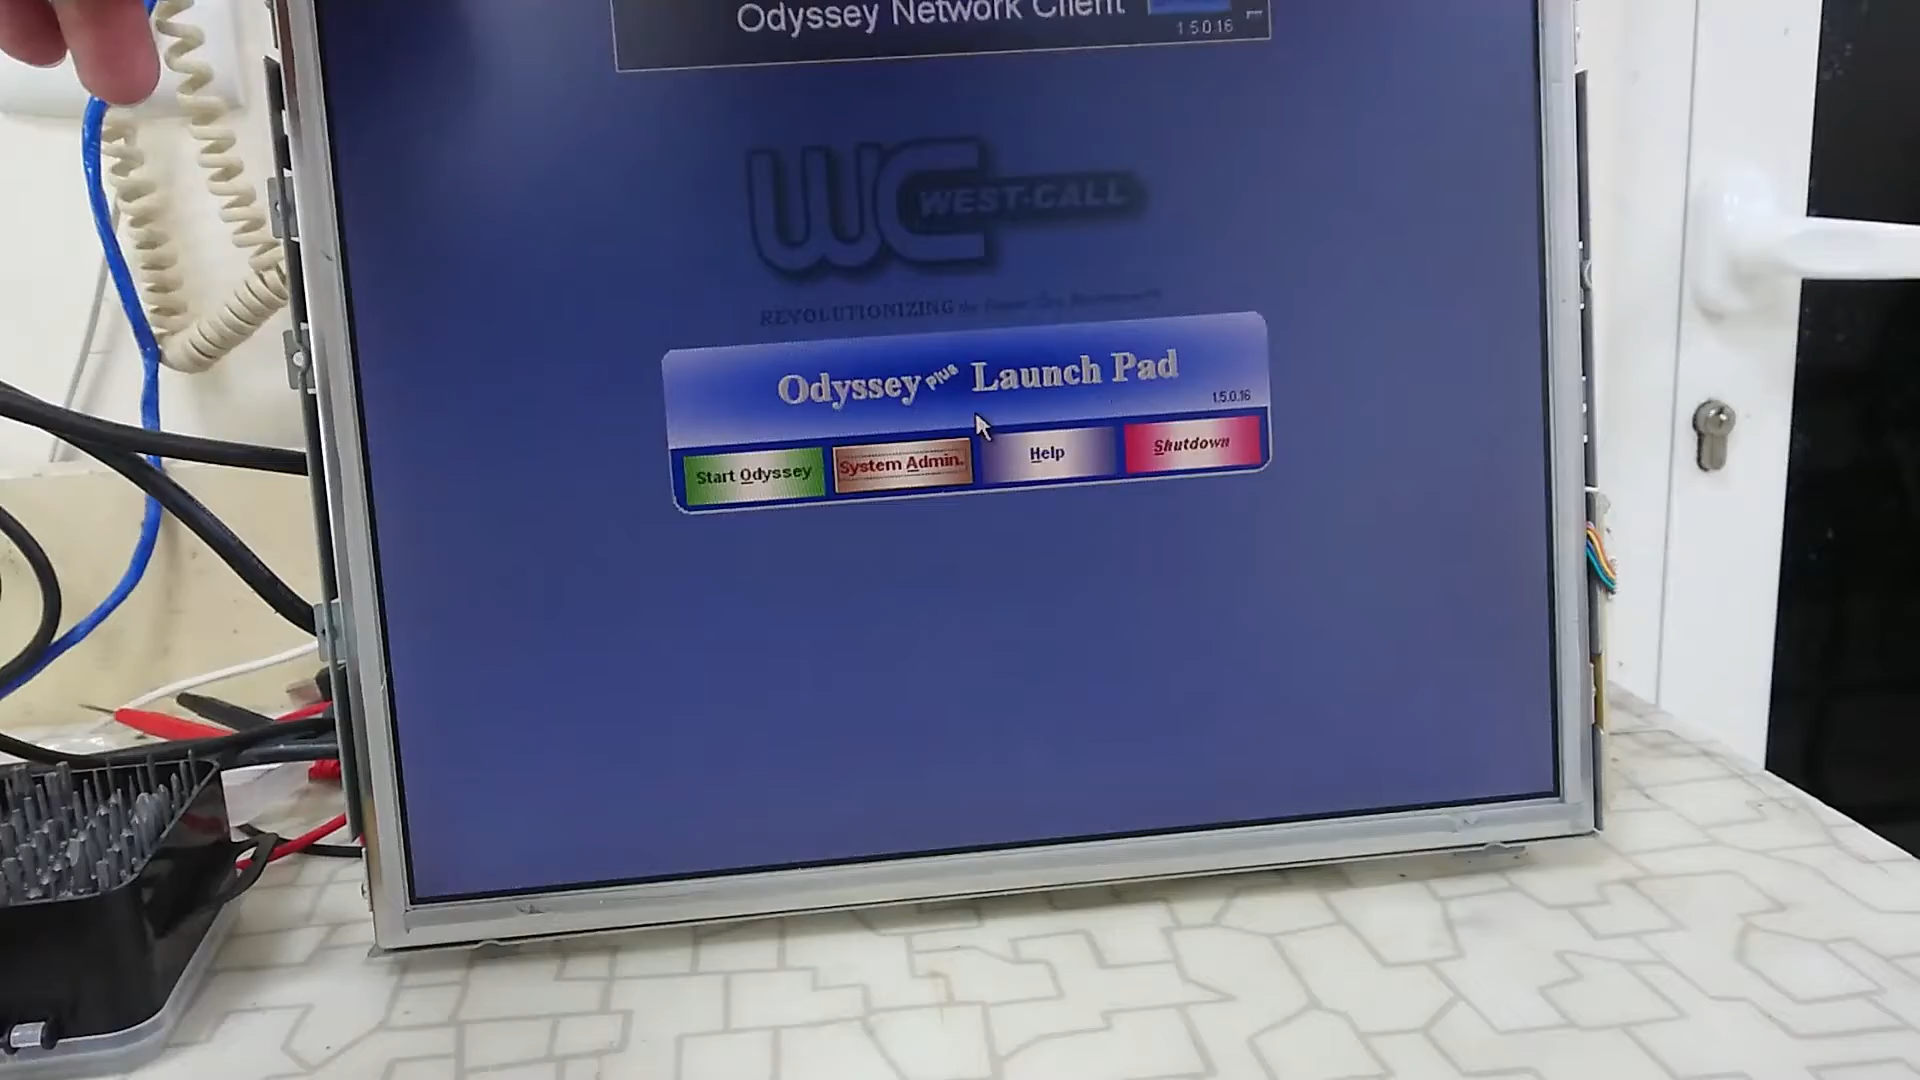 Odyssey Network Client
1.5.0.16
WC WEST-CALL
REVOLUTIONIZING the
Odyssey Plus Launch Pad
1.5.0.16
Start Odyssey
System Admin.
Help
Shutdown